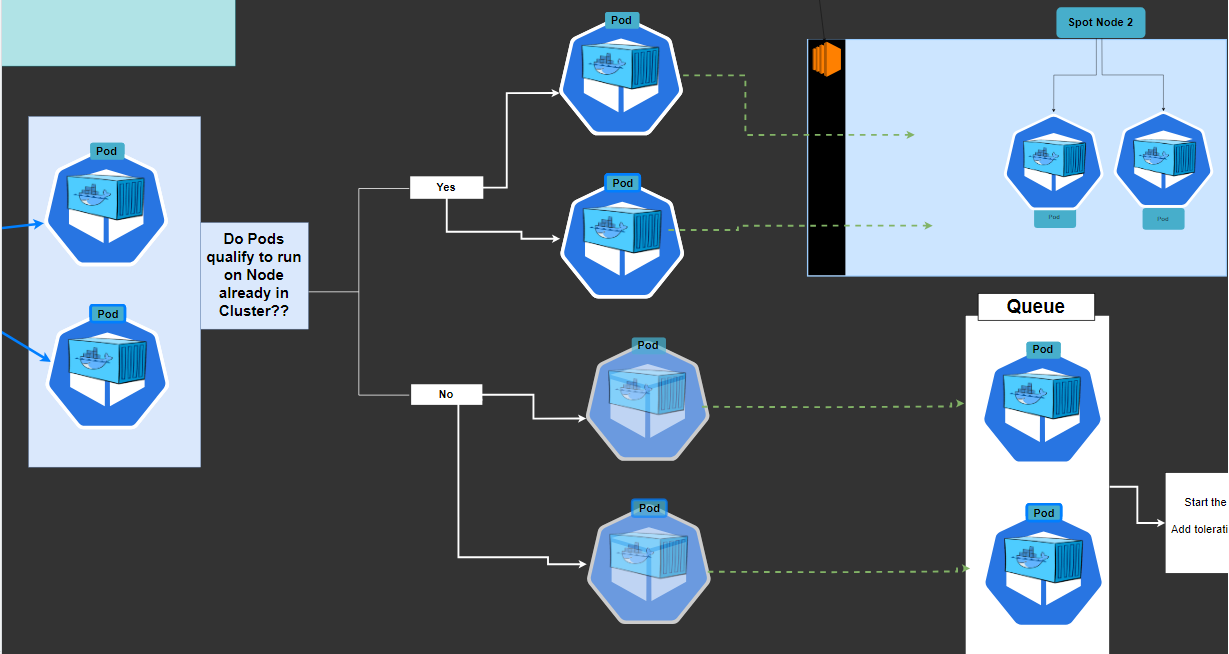 Pod
Spot Node 2
Pod
Pod
Pod
Yes
Pod
Do Pods
qualify to run
on Node
already in
Cluster??
Queue
Pod
Pod
Pod
No
Start the
Add tolerati
Pod
Pod